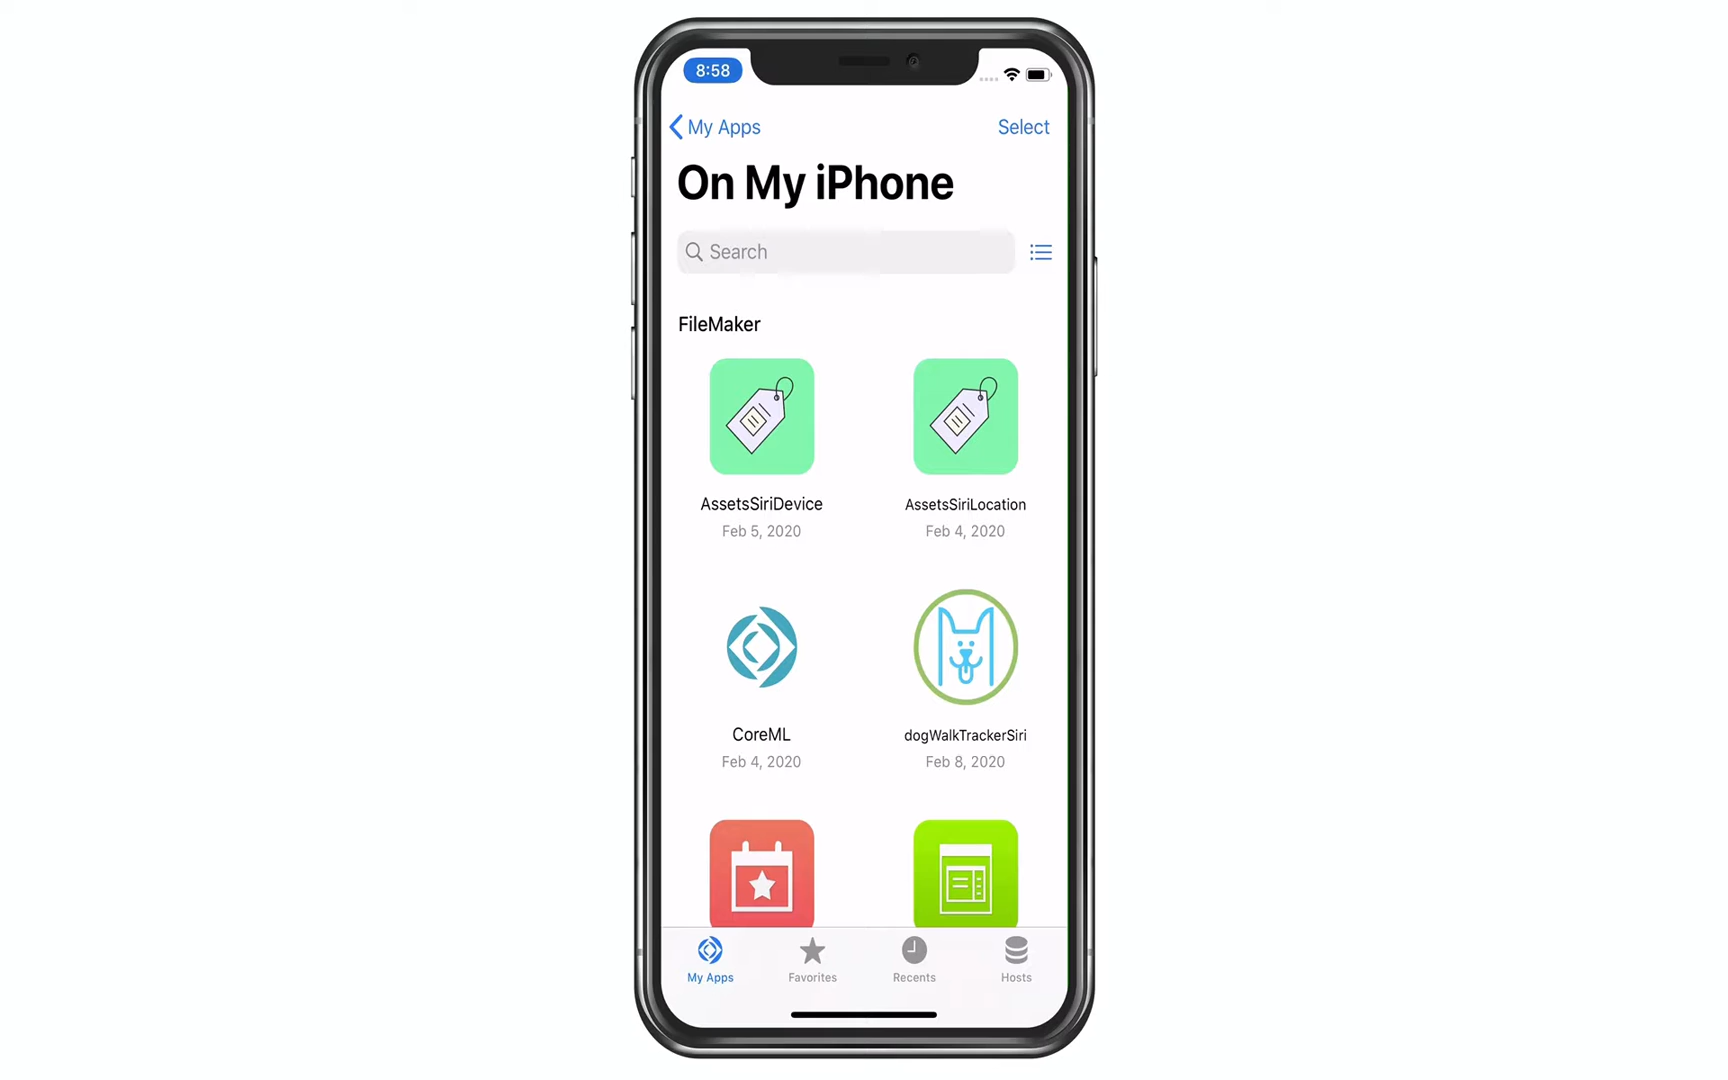 8:58
My Apps
Select
On My iPhone
Search
FileMaker
AssetsSiriDevice
AssetsSiriLocation
Feb 5, 2020
Feb 4, 2020
CoreML
dogWalkTrackerSiri
Feb 4, 2020
Feb 8, 2020
My Apps
Favorites
Recents
Hosts